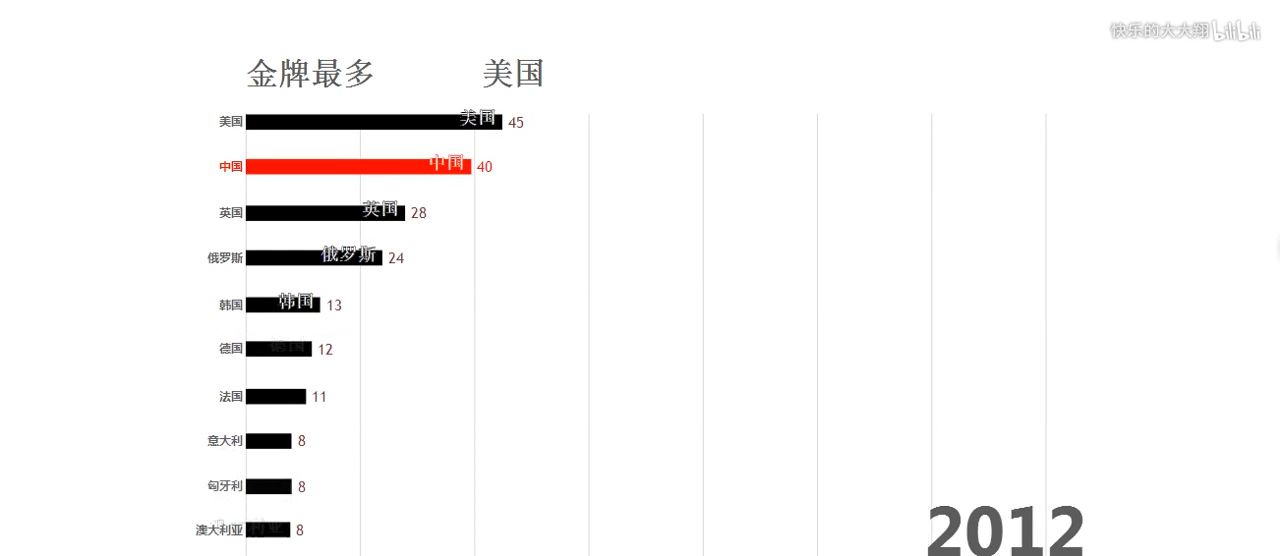 快乐的大大翔 bilibili
金牌最多 美国
美国 美国 45
中国 中国 40
英国 英国 28
俄罗斯 俄罗斯 24
韩国 韩国 13
德国 德国 12
法国 11
意大利 8
匈牙利 8
澳大利亚 8
2012